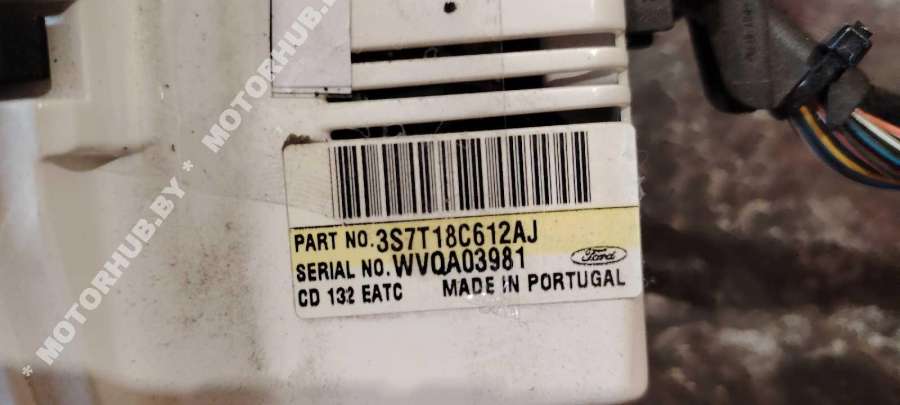 PART NO. 3S7T18C612AJ
SERIAL NO. WVQA03981
Ford
CD 132 EATC MADE IN PORTUGAL
* MOTORHUB.BY * MOTORHUB.BY *